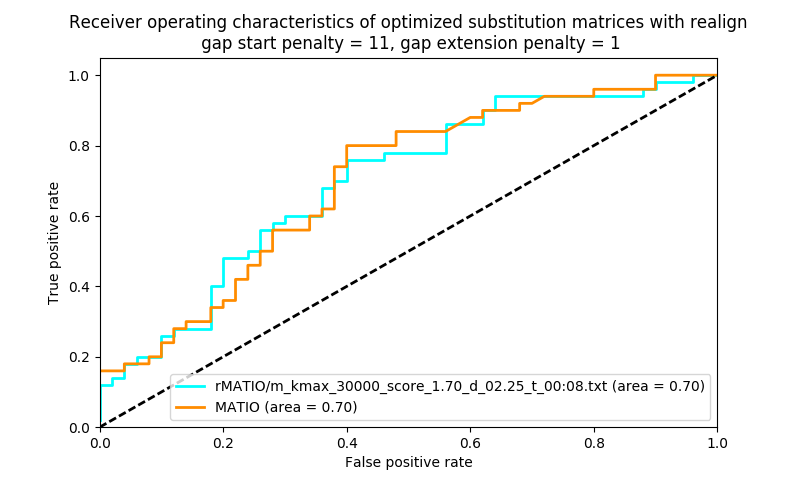 Receiver operating characteristics of optimized substitution matrices with realign
gap start penalty = 11, gap extension penalty = 1
1.0
0.8
0.6
0.4
0.2
0.0
True positive rate
rMATIO/m_kmax_30000_score_1.70_d_02.25_t_00:08.txt (area = 0.70)
MATIO (area = 0.70)
0.0 0.2 0.4 0.6 0.8 1.0
False positive rate